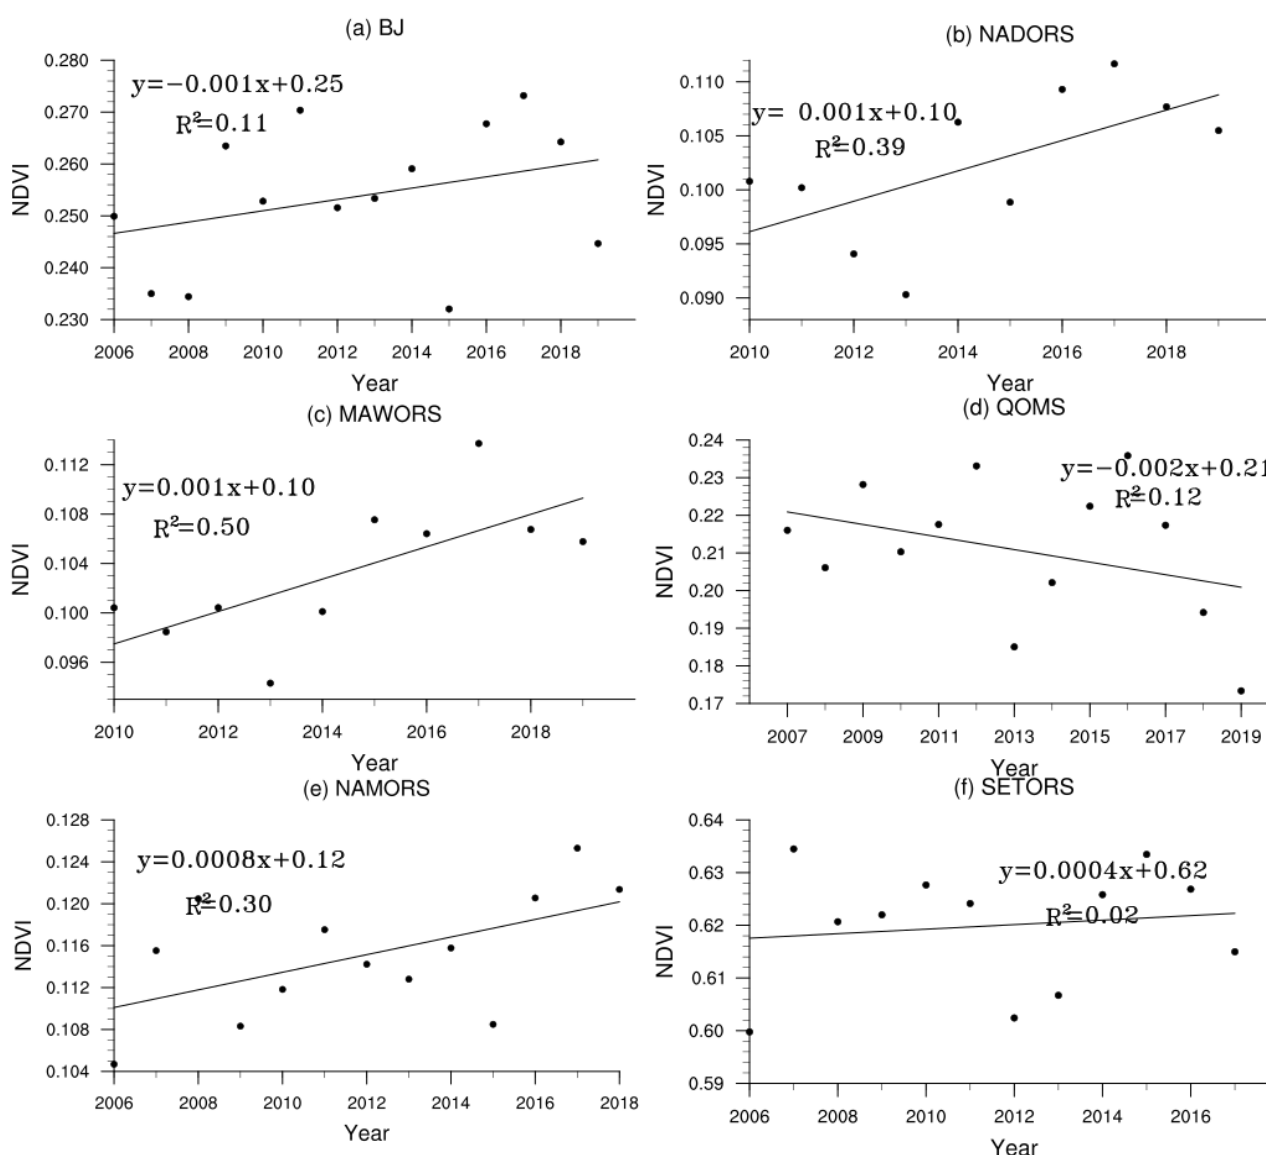 (a) BJ
NDVI
0.280
0.270
0.260
0.250
0.240
0.230
y=−0.001x+0.25
R²=0.11
2006 2008 2010 2012 2014 2016 2018
Year
(b) NADORS
NDVI
0.110
0.105
0.100
0.095
0.090
y= 0.001x+0.10
R²=0.39
2010 2012 2014 2016 2018
Year
(c) MAWORS
NDVI
0.112
0.108
0.104
0.100
0.096
y=0.001x+0.10
R²=0.50
2010 2012 2014 2016 2018
Year
(d) QOMS
NDVI
0.24
0.23
0.22
0.21
0.20
0.19
0.18
0.17
y=−0.002x+0.21
R²=0.12
2007 2009 2011 2013 2015 2017 2019
Year
(e) NAMORS
NDVI
0.128
0.124
0.120
0.116
0.112
0.108
0.104
y=0.0008x+0.12
R²=0.30
2006 2008 2010 2012 2014 2016 2018
Year
(f) SETORS
NDVI
0.64
0.63
0.62
0.61
0.60
0.59
y=0.0004x+0.62
R²=0.02
2006 2008 2010 2012 2014 2016
Year